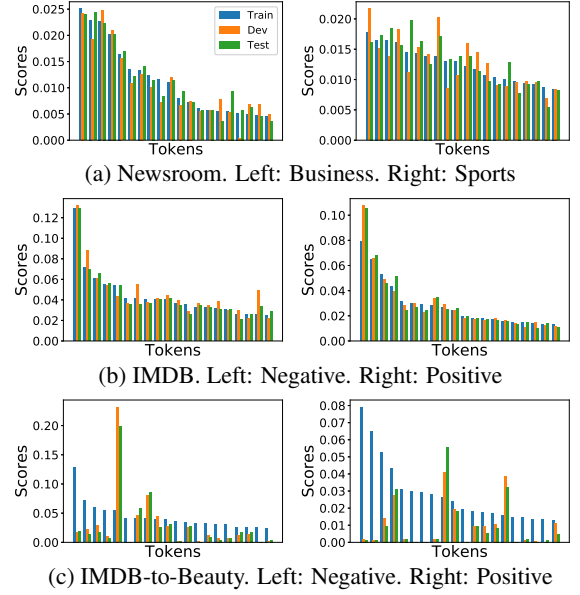 0.025
0.020
0.015
0.010
0.005
0.000
Scores
Tokens
Train
Dev
Test
0.020
0.015
0.010
0.005
0.000
Scores
Tokens
(a) Newsroom. Left: Business. Right: Sports
0.12
0.10
0.08
0.06
0.04
0.02
0.00
Scores
Tokens
0.10
0.08
0.06
0.04
0.02
0.00
Scores
Tokens
(b) IMDB. Left: Negative. Right: Positive
0.20
0.15
0.10
0.05
0.00
Scores
Tokens
0.08
0.07
0.06
0.05
0.04
0.03
0.02
0.01
0.00
Scores
Tokens
(c) IMDB-to-Beauty. Left: Negative. Right: Positive